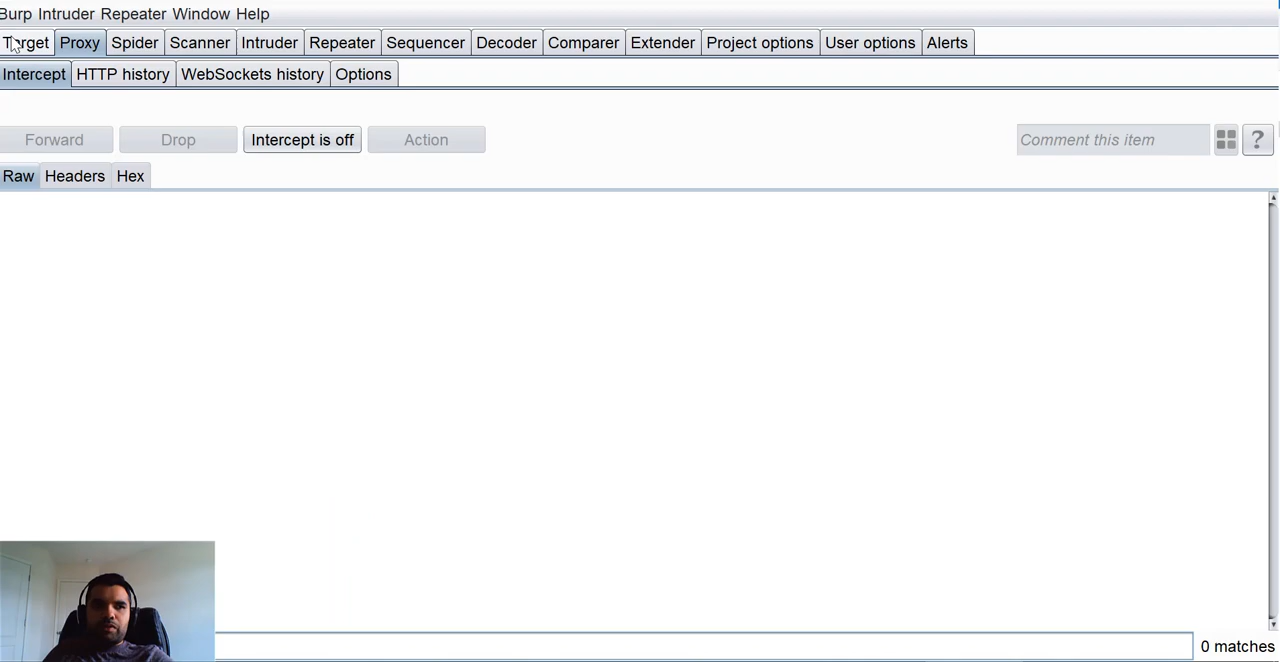 Burp Intruder Repeater Window Help
Target Proxy Spider Scanner Intruder Repeater Sequencer Decoder Comparer Extender Project options User options Alerts
Intercept HTTP history WebSockets history Options
Forward Drop Intercept is off Action Comment this item ?
Raw Headers Hex
0 matches